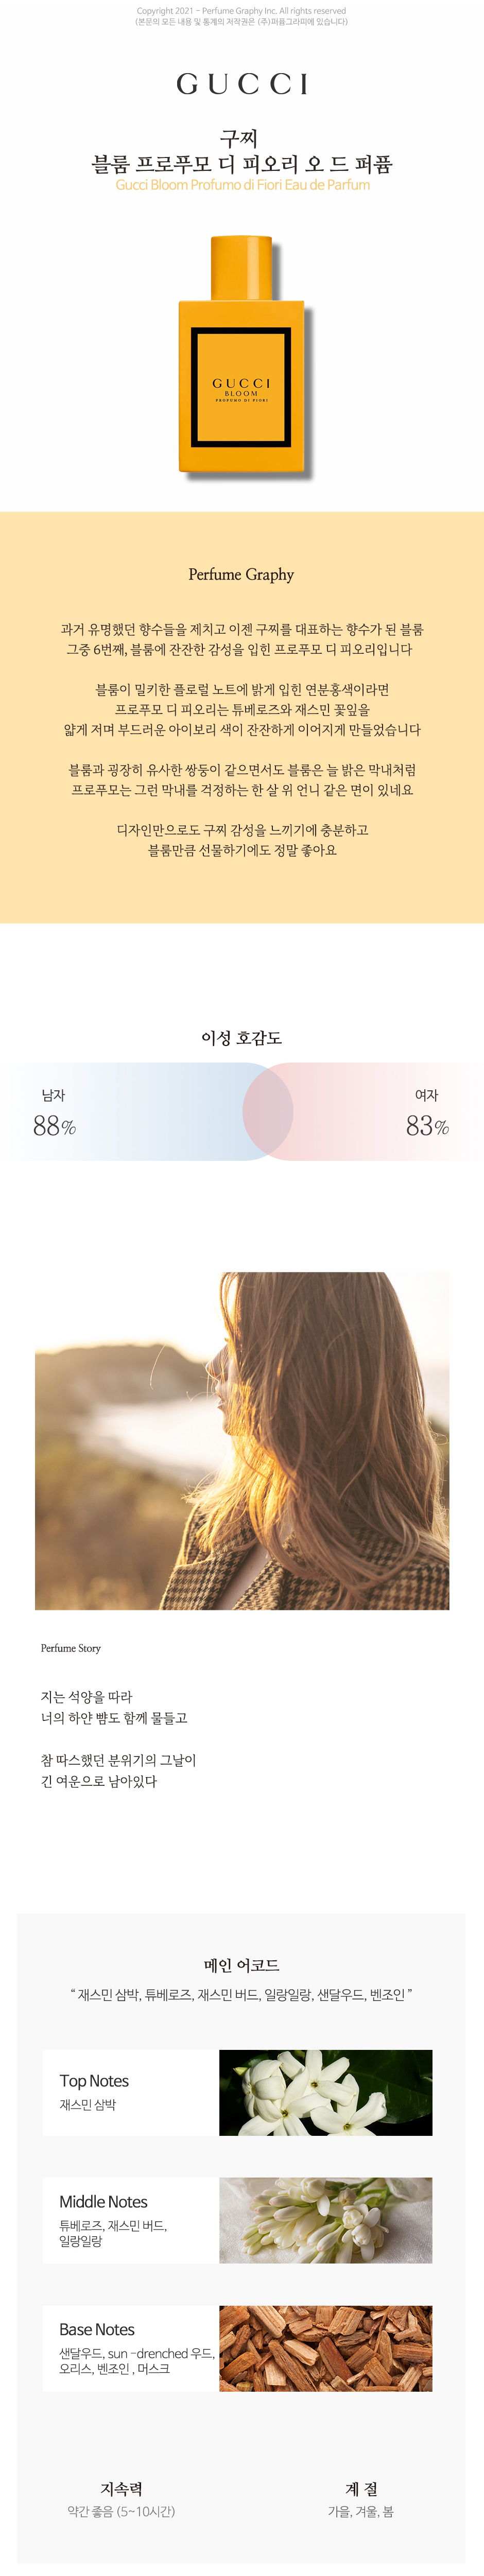 Copyright 2021 - Perfume Graphy Inc. All rights reserved
(본문의 모든 내용 및 통계의 저작권은 (주)퍼퓸그라피에 있습니다)
GUCCI
구찌
블룸 프로푸모 디 피오리 오 드 퍼퓸
Gucci Bloom Profumo di Fiori Eau de Parfum
GUCCI
BLOOM
PROFUMO DI FIORI
Perfume Graphy
과거 유명했던 향수들을 제치고 이젠 구찌를 대표하는 향수가 된 블룸
그중 6번째, 블룸에 잔잔한 감성을 입힌 프로푸모 디 피오리입니다
블룸이 밀키한 플로럴 노트에 밝게 입힌 연분홍색이라면
프로푸모 디 피오리는 튜베로즈와 재스민 꽃잎을
얇게 저며 부드러운 아이보리 색이 잔잔하게 이어지게 만들었습니다
블룸과 굉장히 유사한 쌍둥이 같으면서도 블룸은 늘 밝은 막내처럼
프로푸모는 그런 막내를 걱정하는 한 살 위 언니 같은 면이 있네요
디자인만으로도 구찌 감성을 느끼기에 충분하고
블룸만큼 선물하기에도 정말 좋아요
이성 호감도
남자
여자
88%
83%
Perfume Story
지는 석양을 따라
너의 하얀 뺨도 함께 물들고
참 따스했던 분위기의 그날이
긴 여운으로 남아있다
메인 어코드
“ 재스민 삼박, 튜베로즈, 재스민 버드, 일랑일랑, 샌달우드, 벤조인 ”
Top Notes
재스민 삼박
Middle Notes
튜베로즈, 재스민 버드,
일랑일랑
Base Notes
샌달우드, sun -drenched 우드,
오리스, 벤조인 , 머스크
지속력
계 절
약간 좋음 (5~10시간)
가을, 겨울, 봄